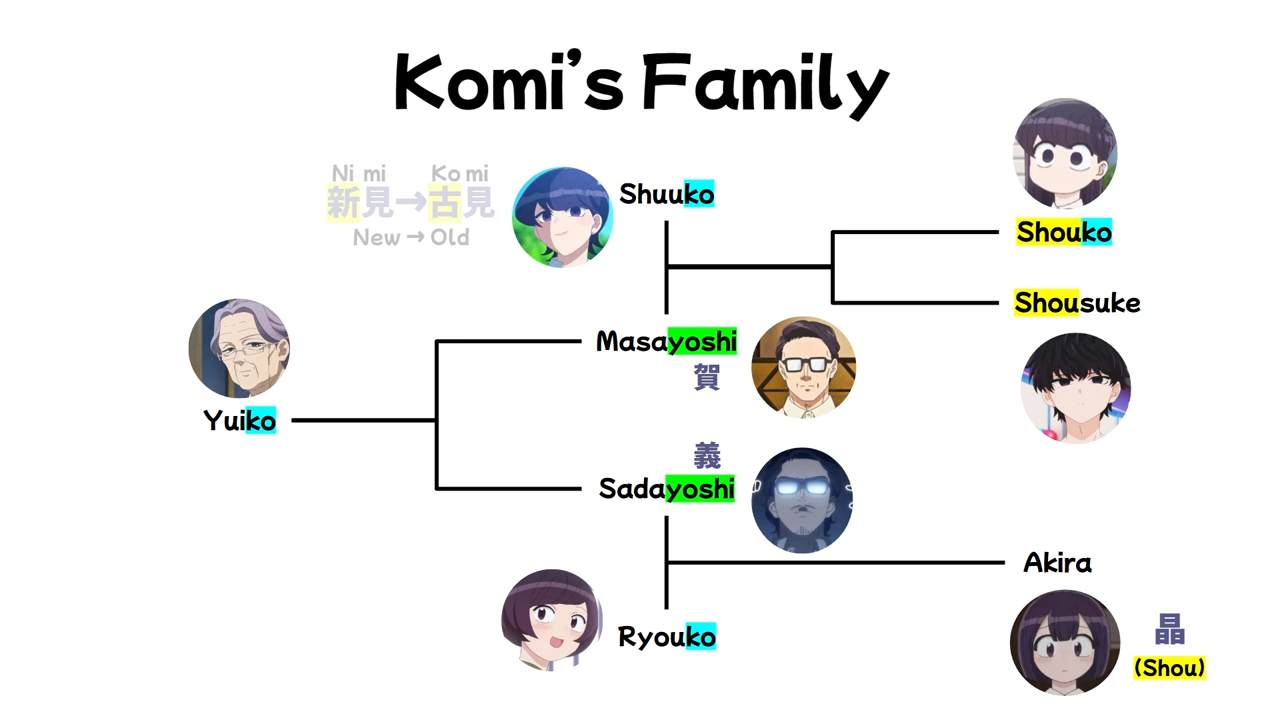 Komi's Family
Ni mi Ko mi
新見→古見
New → Old
Shuuko
Shouko
Shousuke
Masayoshi
賀
Yuiko
義
Sadayoshi
Akira
Ryouko
晶
(Shou)